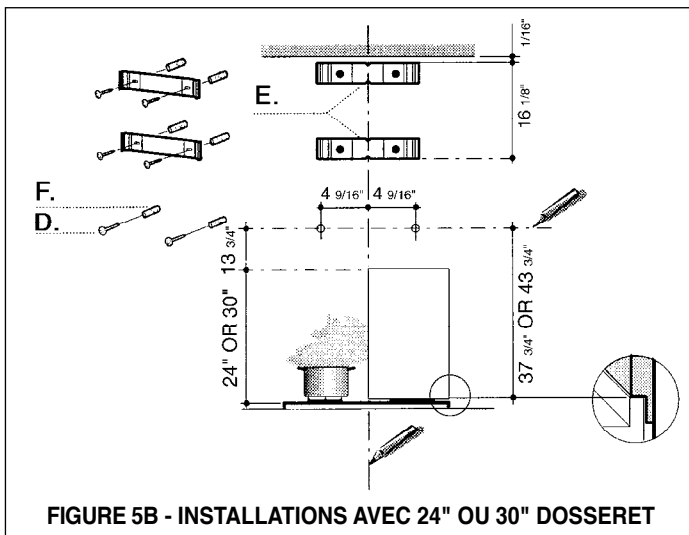 1/16"
E.
16 1/8"
4 9/16" 4 9/16"
F.
D.
13 3/4"
24" OR 30"
37 3/4" OR 43 3/4"
FIGURE 5B - INSTALLATIONS AVEC 24" OU 30" DOSSERET